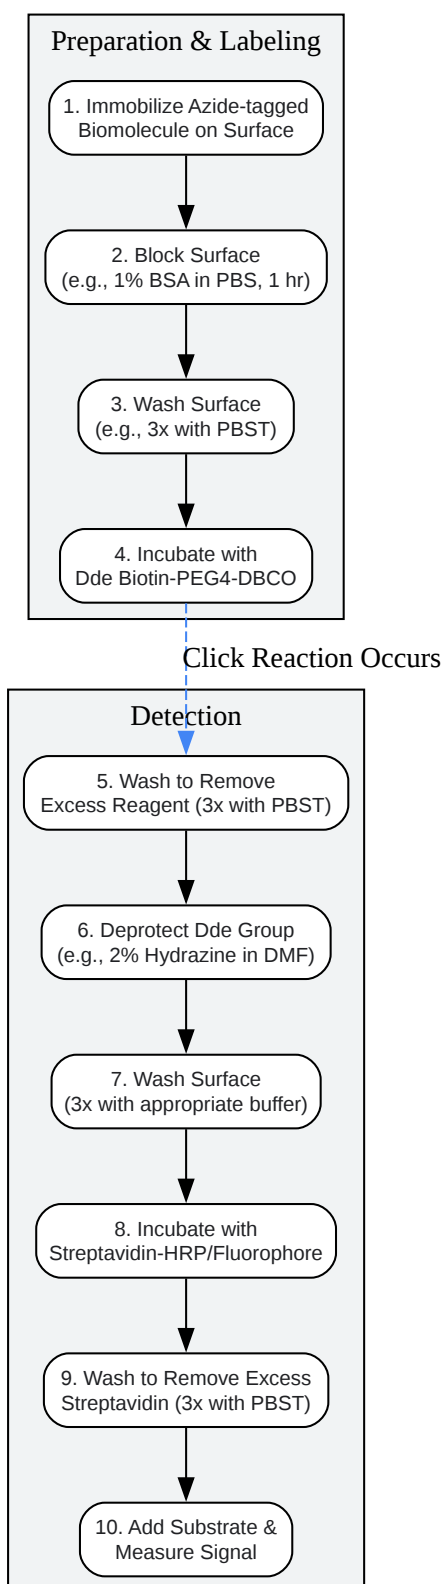 Preparation & Labeling
1. Immobilize Azide-tagged
Biomolecule on Surface
2. Block Surface
(e.g., 1% BSA in PBS, 1 hr)
3. Wash Surface
(e.g., 3x with PBST)
4. Incubate with
Dde Biotin-PEG4-DBCO
Click Reaction Occurs
Detection
5. Wash to Remove
Excess Reagent (3x with PBST)
6. Deprotect Dde Group
(e.g., 2% Hydrazine in DMF)
7. Wash Surface
(3x with appropriate buffer)
8. Incubate with
Streptavidin-HRP/Fluorophore
9. Wash to Remove Excess
Streptavidin (3x with PBST)
10. Add Substrate &
Measure Signal